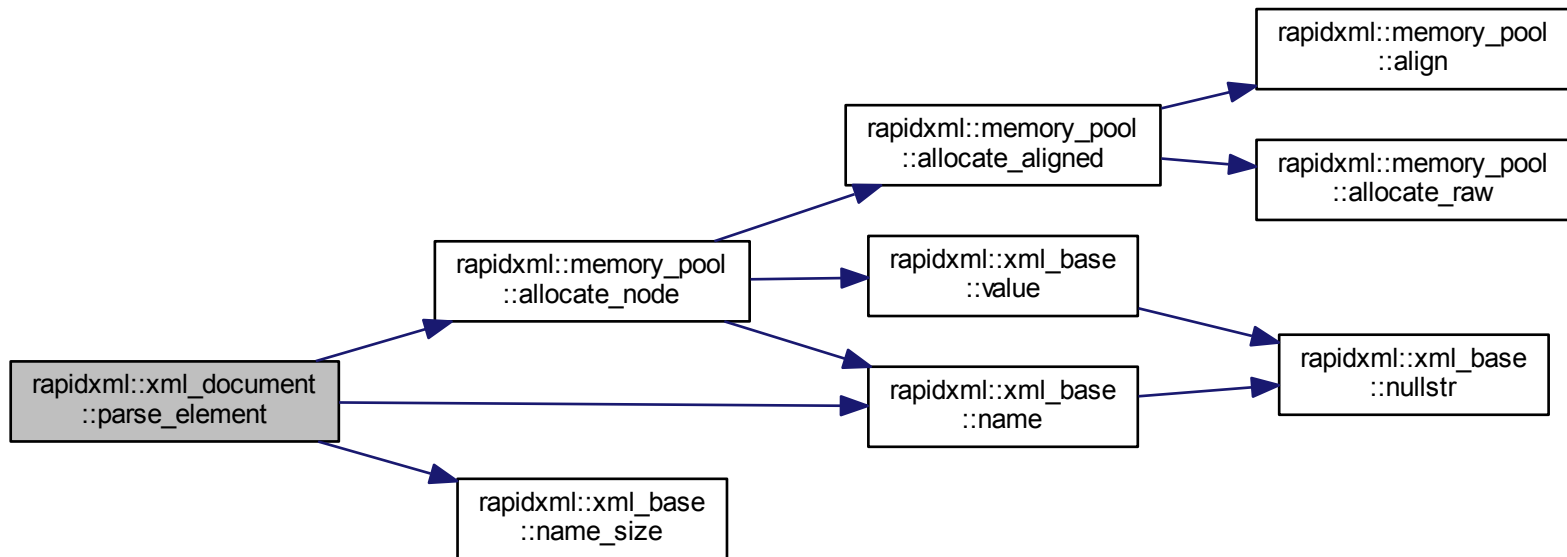 rapidxml::memory_pool
::align
rapidxml::memory_pool
::allocate_aligned
rapidxml::memory_pool
::allocate_raw
rapidxml::memory_pool
::allocate_node
rapidxml::xml_base
::value
rapidxml::xml_document
::parse_element
rapidxml::xml_base
::name
rapidxml::xml_base
::nullstr
rapidxml::xml_base
::name_size